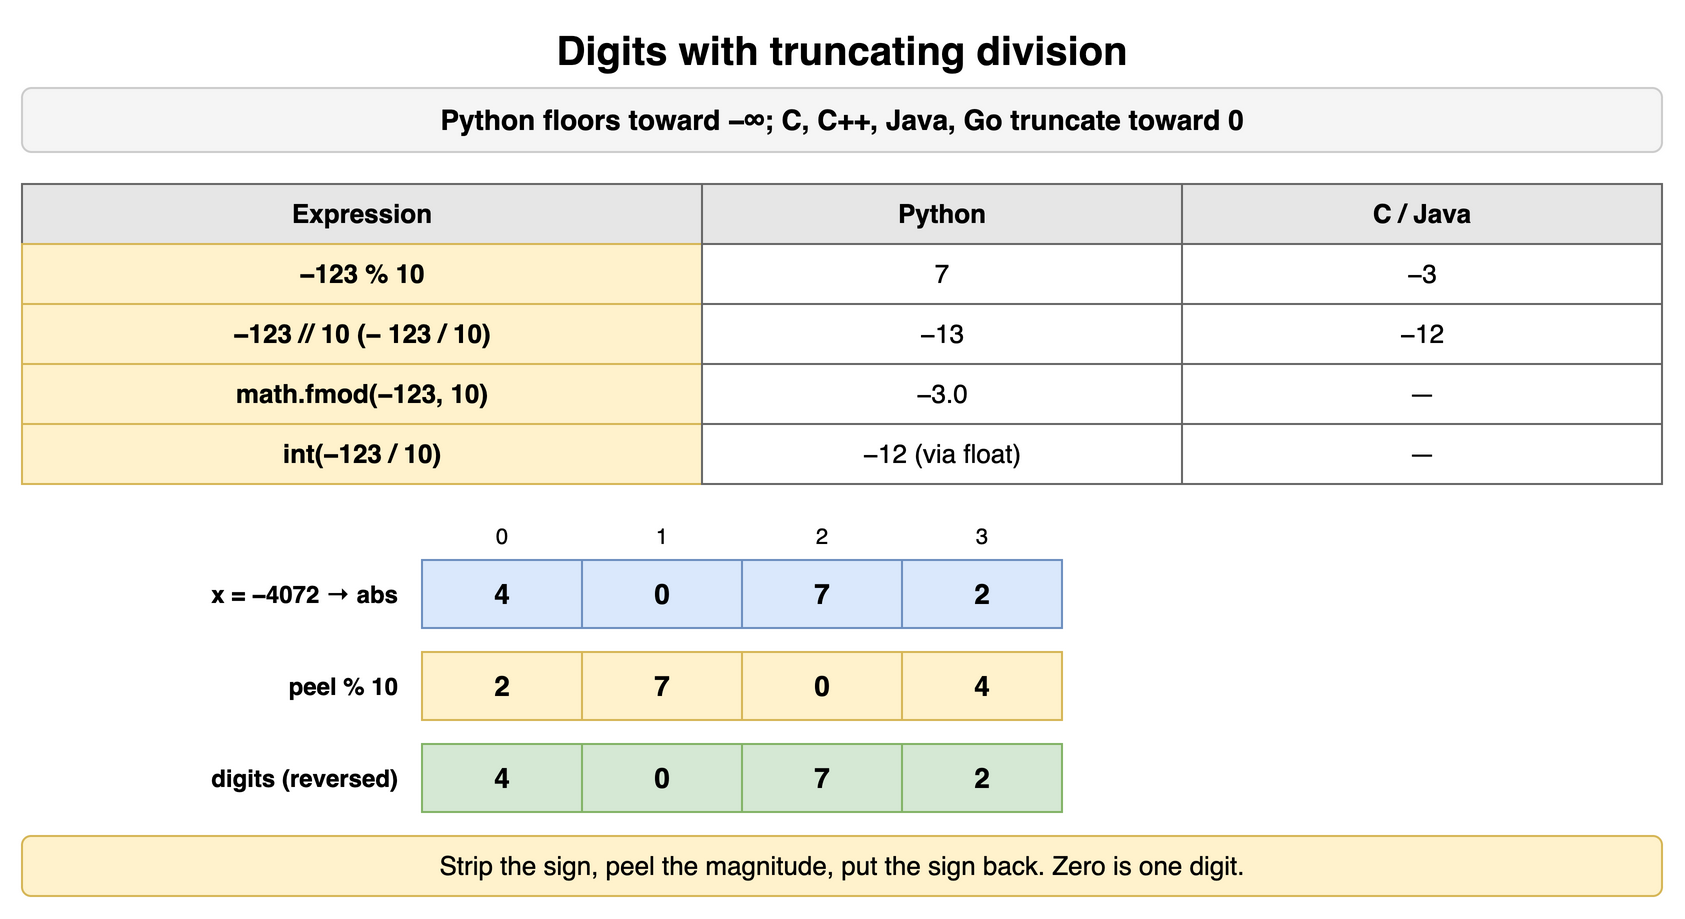 Digits with truncating division
Python floors toward –∞; C, C++, Java, Go truncate toward 0
Expression Python C / Java
–123 % 10 7 –3
–123 // 10 (– 123 / 10) –13 –12
math.fmod(–123, 10) –3.0 —
int(–123 / 10) –12 (via float) —
0 1 2 3
x = –4072 → abs 4 0 7 2
peel % 10 2 7 0 4
digits (reversed) 4 0 7 2
Strip the sign, peel the magnitude, put the sign back. Zero is one digit.